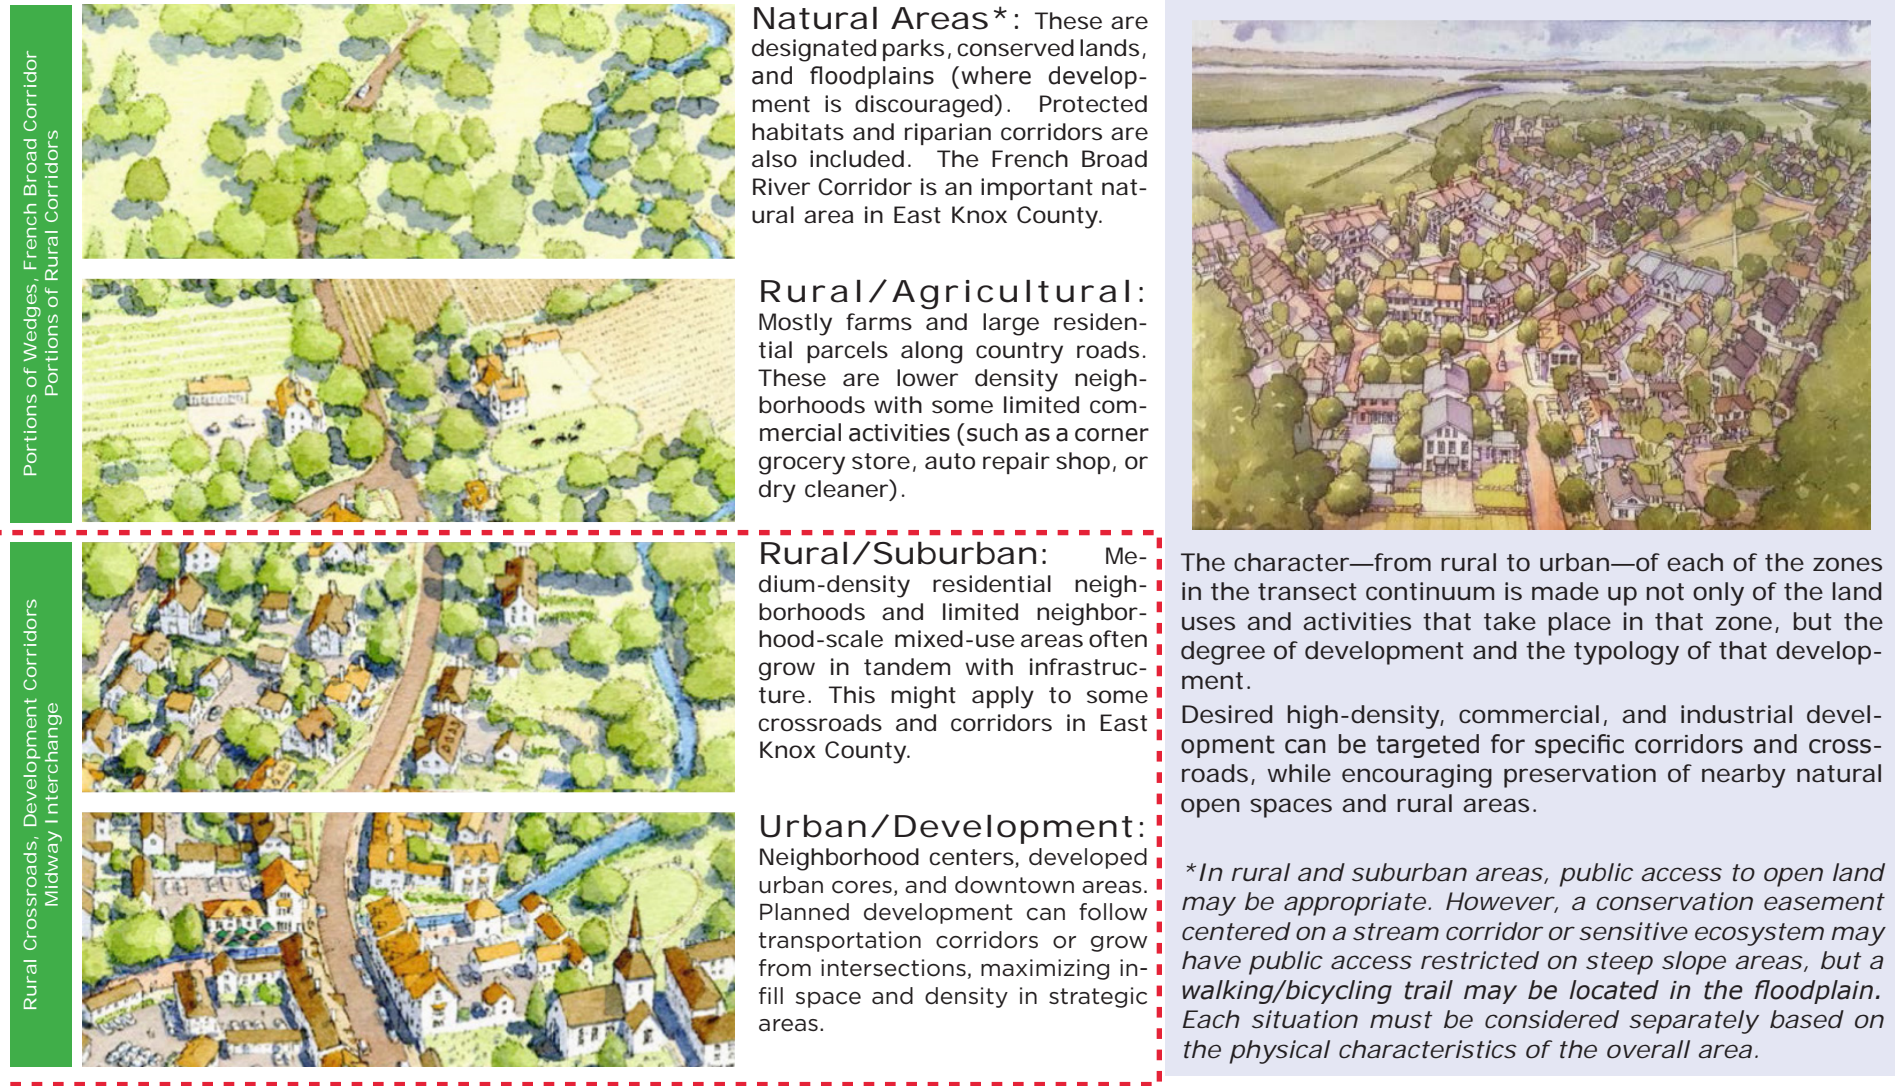 Portions of Wedges, French Broad Corridor
Portions of Rural Corridors
Natural Areas*: These are
designated parks, conserved lands,
and floodplains (where develop-
ment is discouraged). Protected
habitats and riparian corridors are
also included. The French Broad
River Corridor is an important nat-
ural area in East Knox County.
Rural/Agricultural:
Mostly farms and large residen-
tial parcels along country roads.
These are lower density neigh-
borhoods with some limited com-
mercial activities (such as a corner
grocery store, auto repair shop, or
dry cleaner).
Rural Crossroads, Development Corridors
Midway Interchange
Rural/Suburban: Me-
dium-density residential neigh-
borhoods and limited neighbor-
hood-scale mixed-use areas often
grow in tandem with infrastruc-
ture. This might apply to some
crossroads and corridors in East
Knox County.
Urban/Development:
Neighborhood centers, developed
urban cores, and downtown areas.
Planned development can follow
transportation corridors or grow
from intersections, maximizing in-
fill space and density in strategic
areas.
The character—from rural to urban—of each of the zones
in the transect continuum is made up not only of the land
uses and activities that take place in that zone, but the
degree of development and the typology of that develop-
ment.
Desired high-density, commercial, and industrial devel-
opment can be targeted for specific corridors and cross-
roads, while encouraging preservation of nearby natural
open spaces and rural areas.
*In rural and suburban areas, public access to open land
may be appropriate. However, a conservation easement
centered on a stream corridor or sensitive ecosystem may
have public access restricted on steep slope areas, but a
walking/bicycling trail may be located in the floodplain.
Each situation must be considered separately based on
the physical characteristics of the overall area.